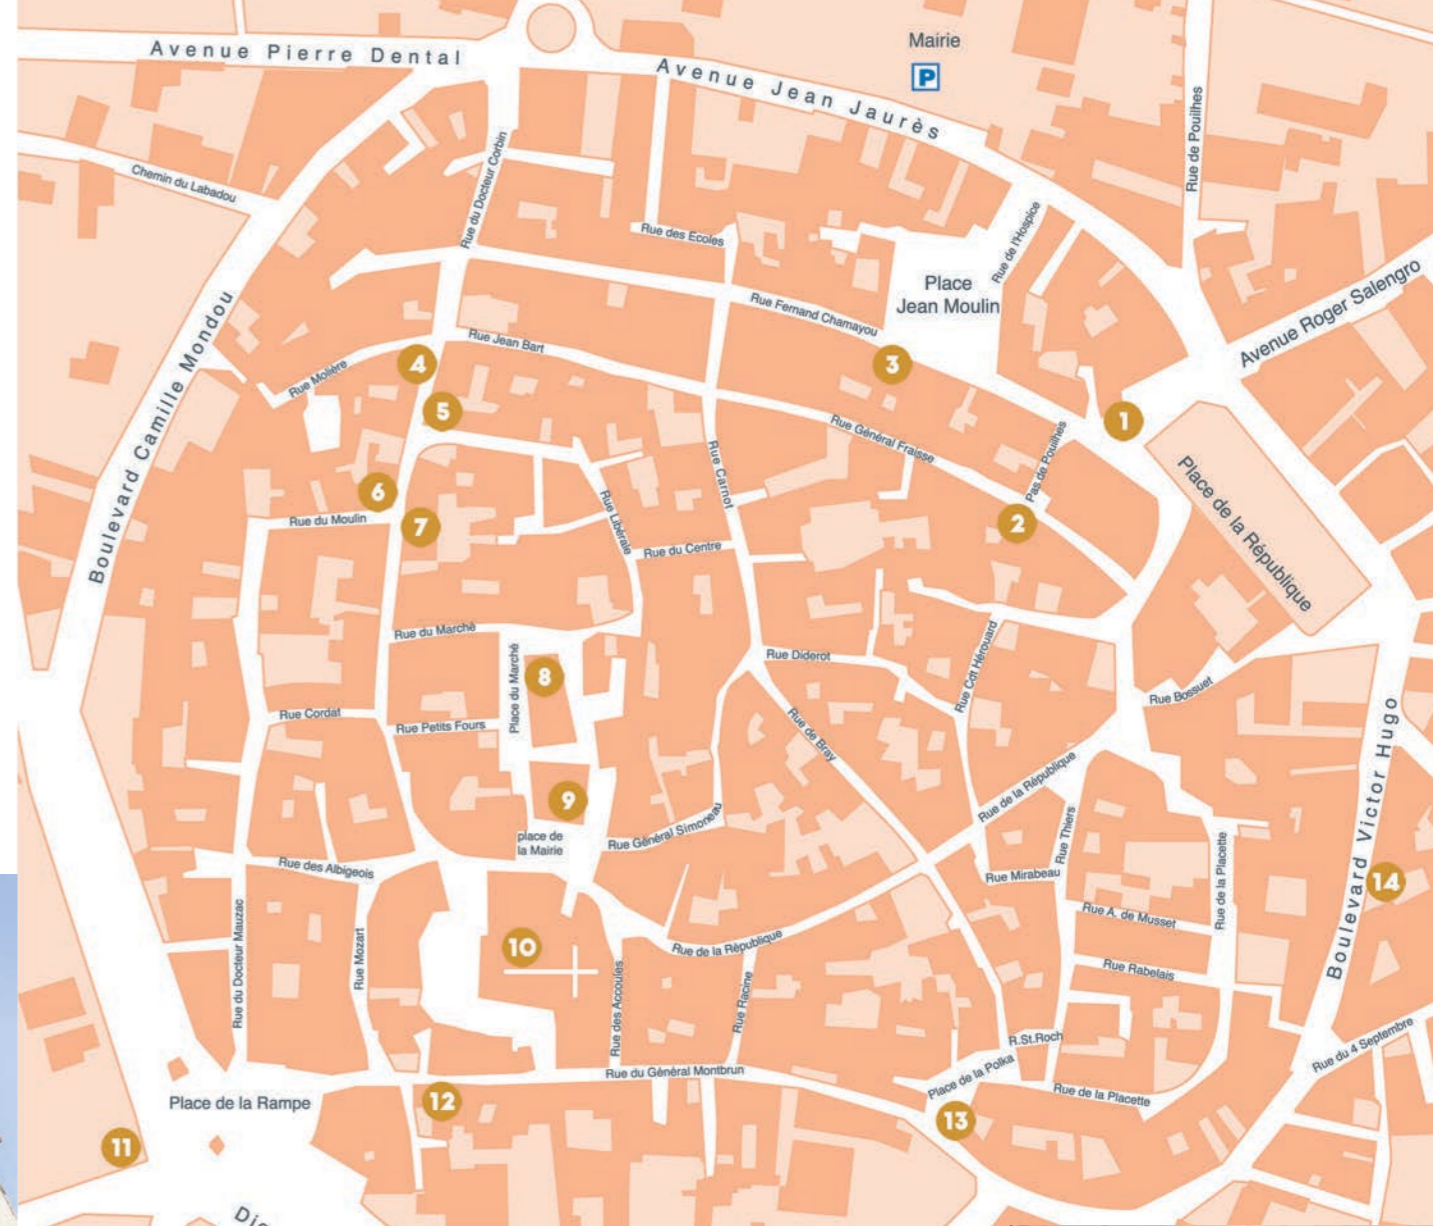 Mairie
P
Avenue Pierre Dental
Avenue Jean Jaurès
Rue de Pouilhes
Chemin du Labadou
Rue du Docteur Corbin
Rue des Ecoles
Rue de l'Hospice
Place
Jean Moulin
Avenue Roger Salengro
Boulevard Camille Mondou
Rue Fernand Chamayou
Rue Jean Bart
Rue Molière
4
3
5
1
Rue Général Fraisse
Pas de Pouilhes
Rue Carnot
Place de la République
6
Rue du Moulin
7
2
Rue Libérale
Rue du Centre
Rue du Marché
Place du Marché
8
Rue Diderot
Rue Cdt Hérouard
Rue Bossuet
Rue Cordat
Rue Petits Fours
Rue de Bray
Boulevard Victor Hugo
9
Rue de la République
place de
la Mairie
Rue Général Simoneau
Rue Thiers
Rue des Albigeois
Rue Mirabeau
Rue de la Placette
14
Rue A. de Musset
Rue du Docteur Mauzac
Rue Mozart
10
Rue de la République
Rue des Accoules
Rue Racine
Rue Rabelais
R.St.Roch
Rue du 4 Septembre
Rue du Général Montbrun
Place de la Polka
Rue de la Placette
Place de la Rampe
12
13
11